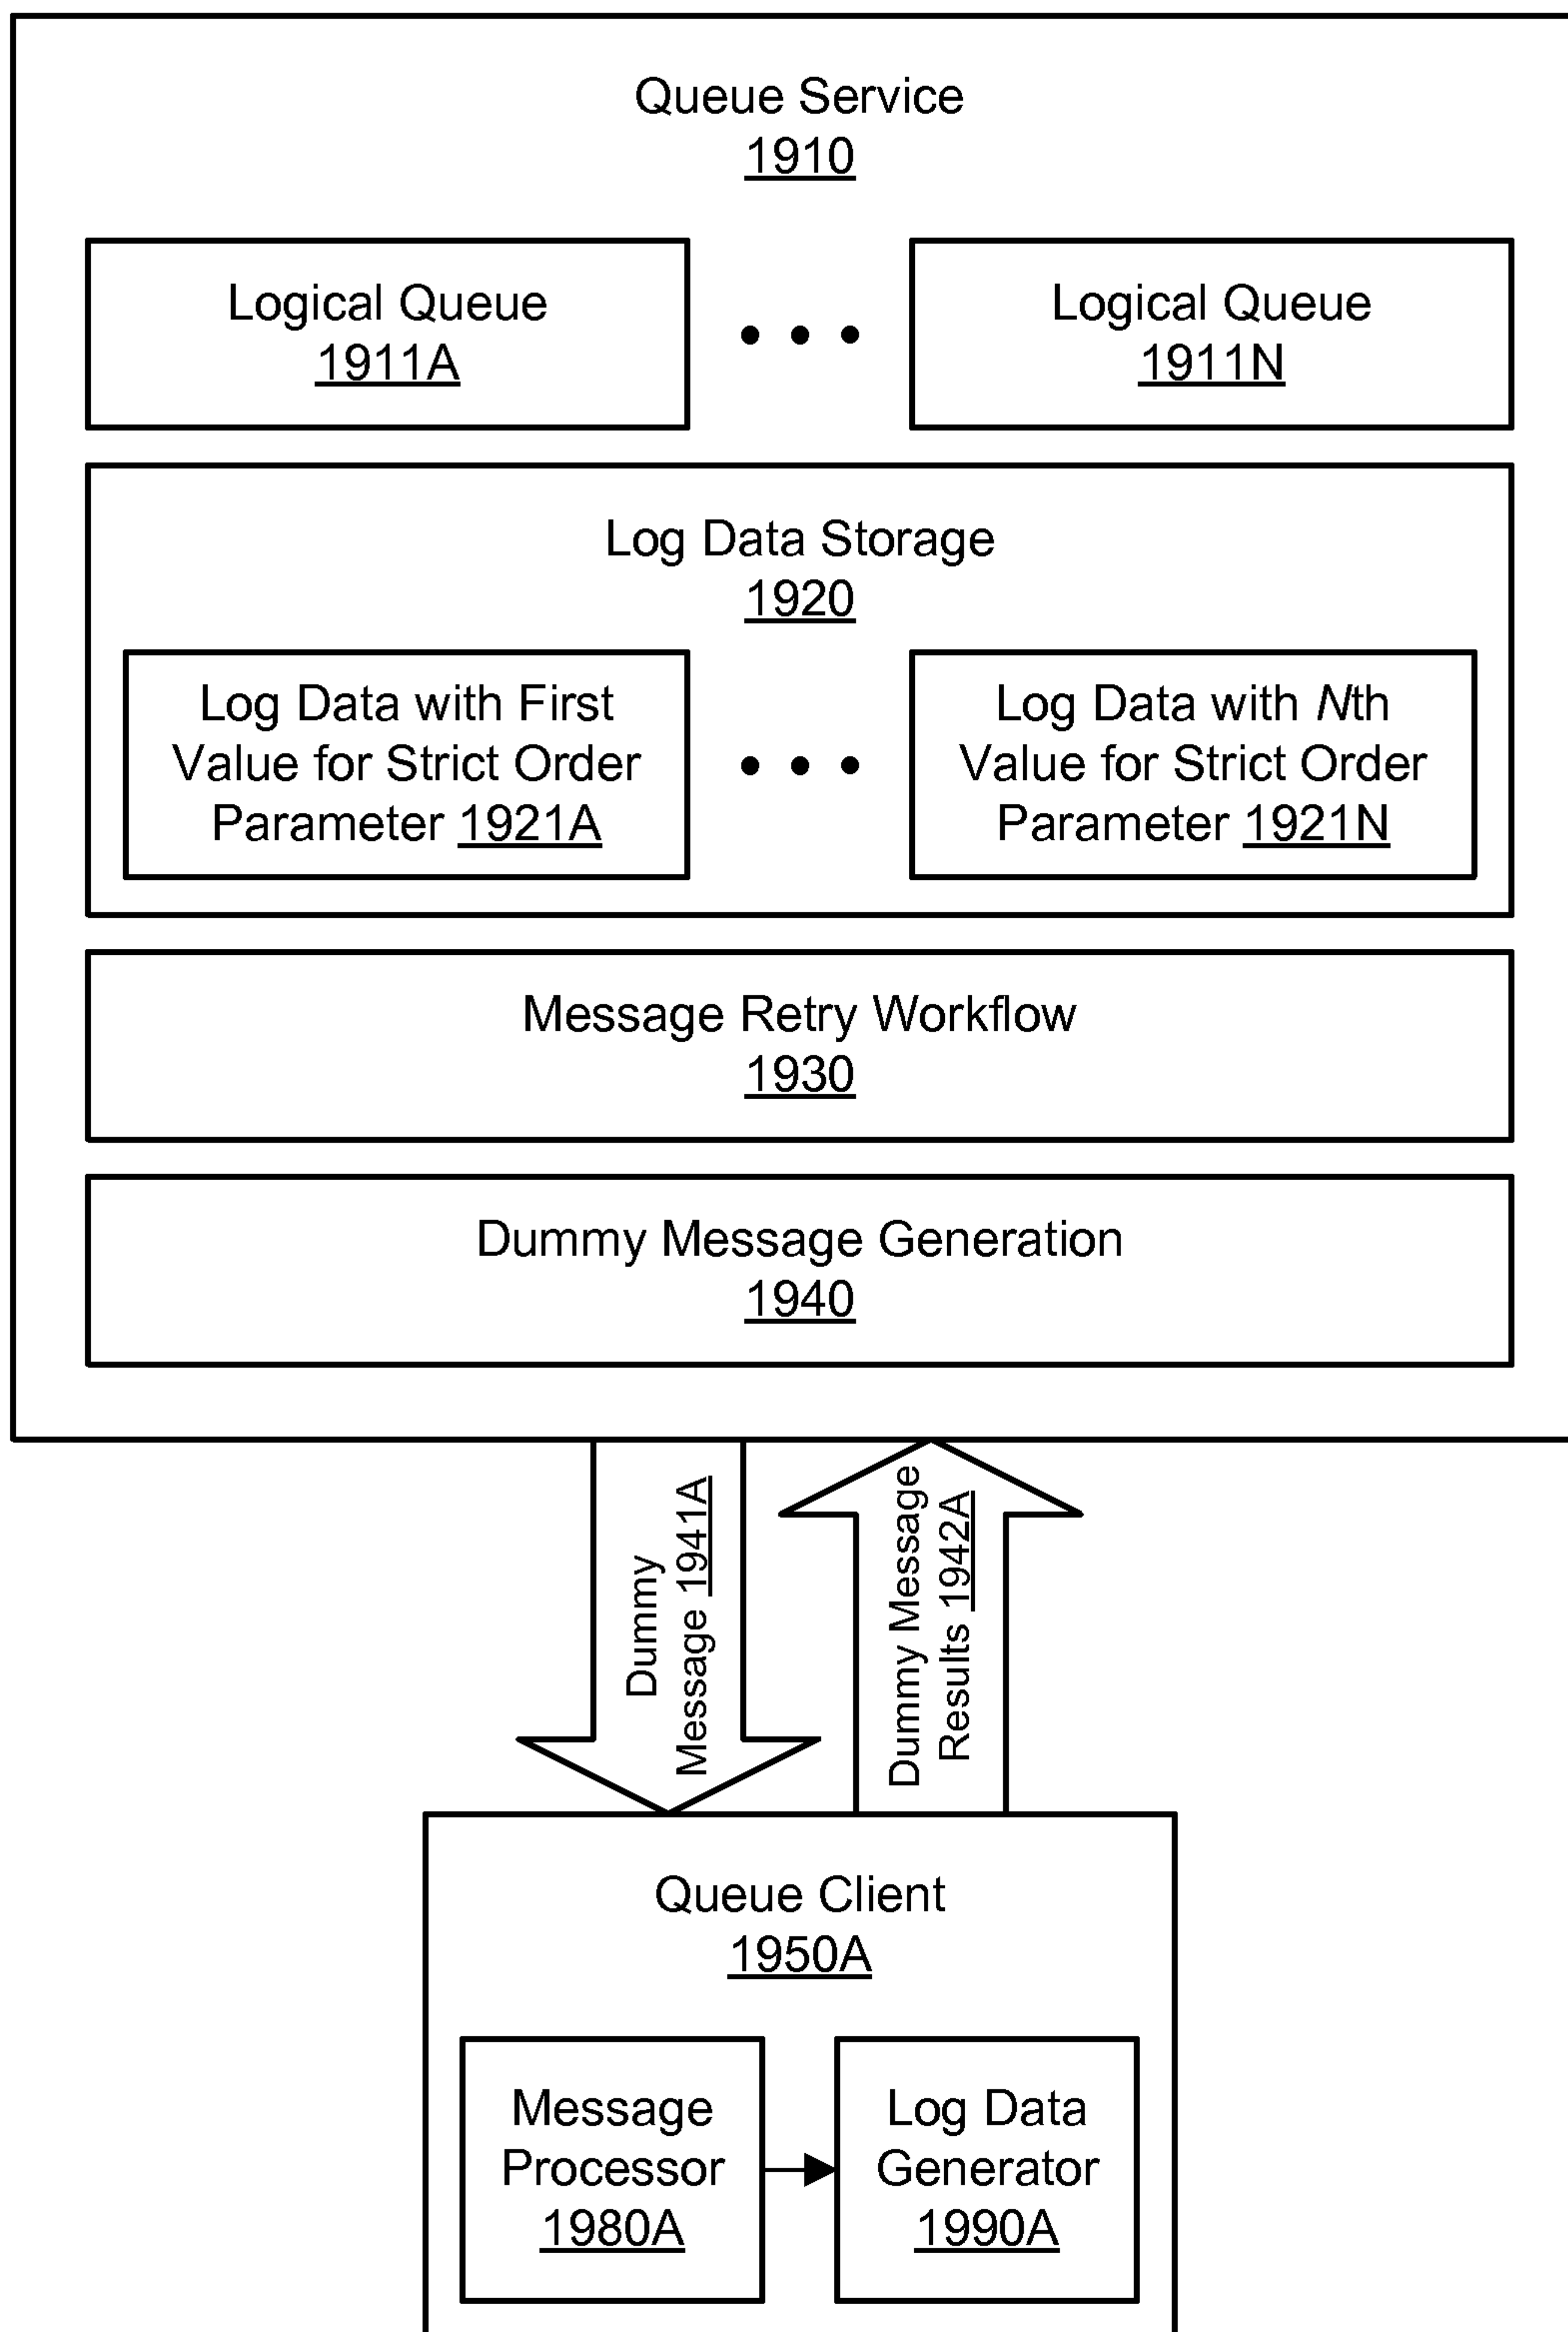 Queue Service
1910
Logical Queue
1911A
Logical Queue
1911N
Log Data Storage
1920
Log Data with First
Value for Strict Order
Parameter 1921A
Log Data with Nth
Value for Strict Order
Parameter 1921N
Message Retry Workflow
1930
Dummy Message Generation
1940
Dummy
Message 1941A
Dummy Message
Results 1942A
Queue Client
1950A
Message
Processor
1980A
Log Data
Generator
1990A